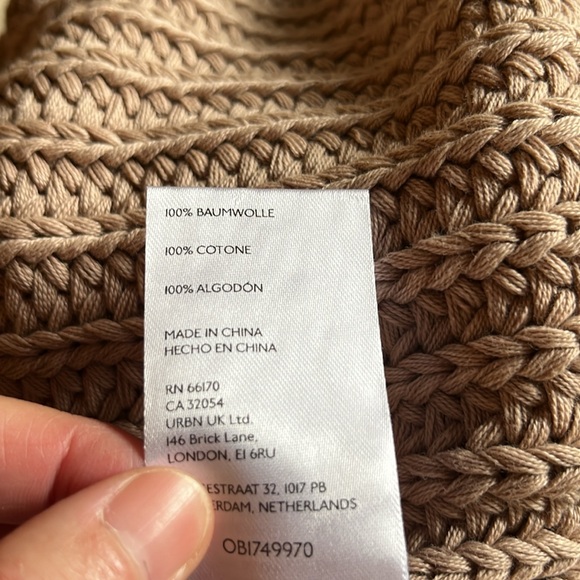 100% BAUMWOLLE
100% COTONE
100% ALGODÓN
MADE IN CHINA
HECHO EN CHINA
RN 66170
CA 32054
URBN UK Ltd.
146 Brick Lane,
LONDON, E1 6RU
32, 1017 PB
NETHERLANDS
OB1749970